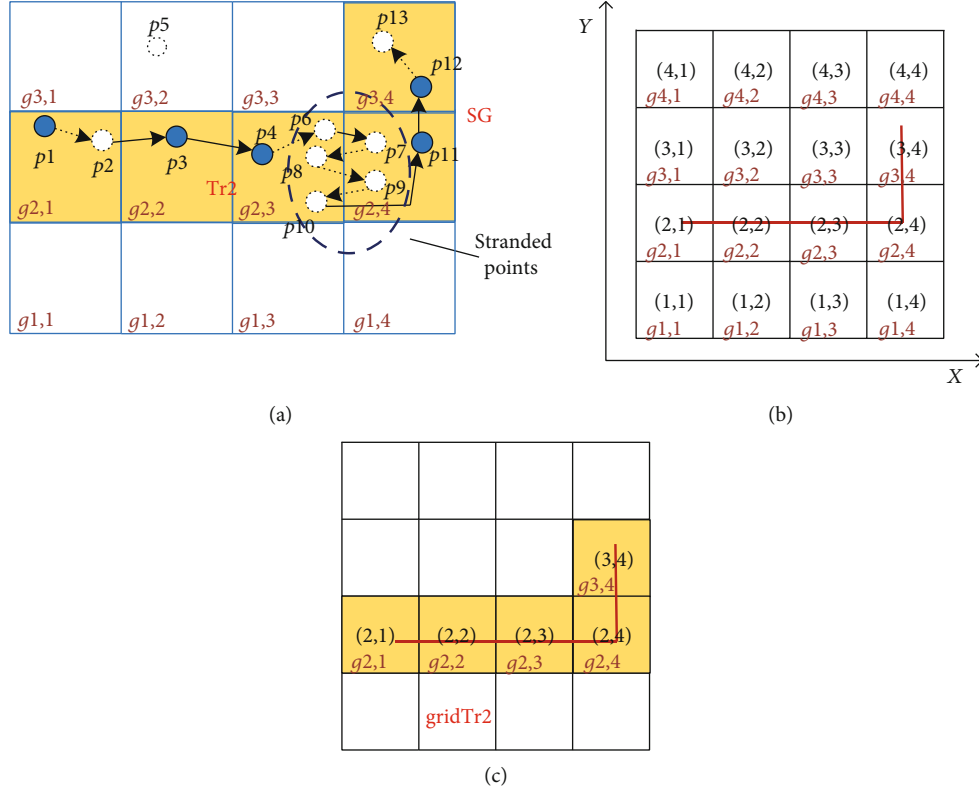 p5
p13
p12
g3,1
g3,2
g3,3
g3,4
SG
p1
p2
p3
p4
p6
p7
p8
p9
p10
p11
Tr2
g2,1
g2,2
g2,3
g2,4
Stranded
points
g1,1
g1,2
g1,3
g1,4
(a)
Y
(4,1) (4,2) (4,3) (4,4)
g4,1 g4,2 g4,3 g4,4
(3,1) (3,2) (3,3) (3,4)
g3,1 g3,2 g3,3 g3,4
(2,1) (2,2) (2,3) (2,4)
g2,1 g2,2 g2,3 g2,4
(1,1) (1,2) (1,3) (1,4)
g1,1 g1,2 g1,3 g1,4
X
(b)
(3,4)
g3,4
(2,1) (2,2) (2,3) (2,4)
g2,1 g2,2 g2,3 g2,4
gridTr2
(c)